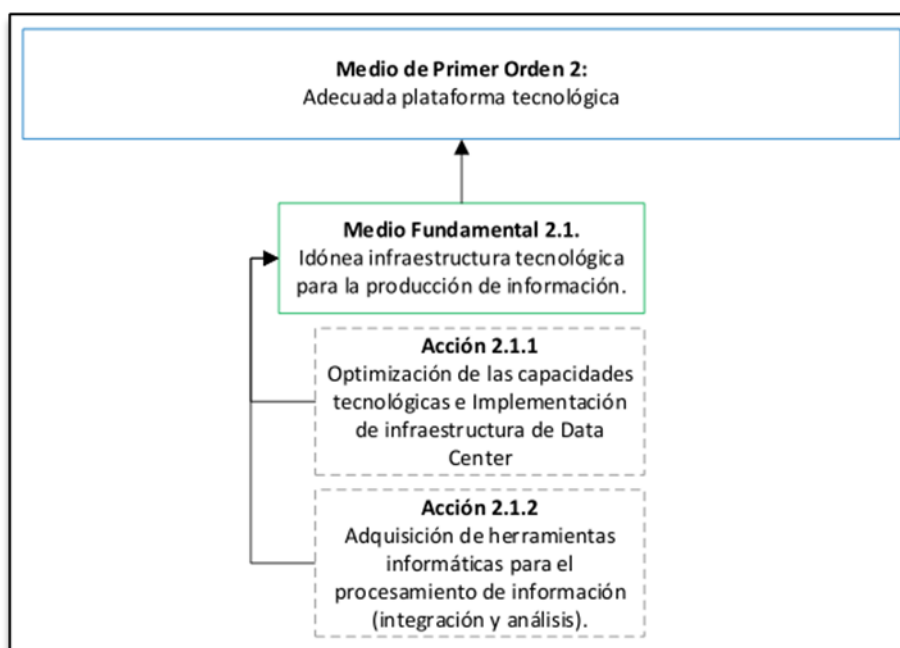 Medio de Primer Orden 2:
Adecuada plataforma tecnológica
Medio Fundamental 2.1.
Idónea infraestructura tecnológica
para la producción de información.
Acción 2.1.1
Optimización de las capacidades
tecnológicas e Implementación
de infraestructura de Data
Center
Acción 2.1.2
Adquisición de herramientas
informáticas para el
procesamiento de información
(integración y análisis).